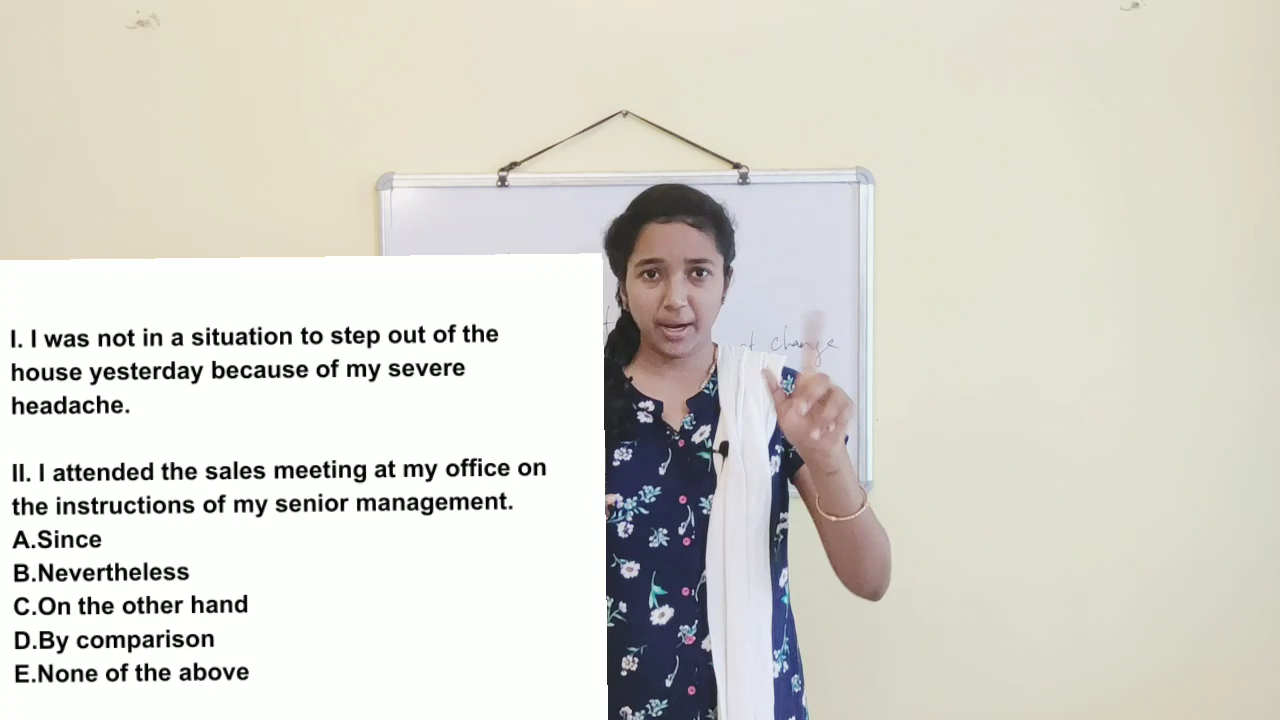 I. I was not in a situation to step out of the
house yesterday because of my severe
headache.
II. I attended the sales meeting at my office on
the instructions of my senior management.
A.Since
B.Nevertheless
C.On the other hand
D.By comparison
E.None of the above
change